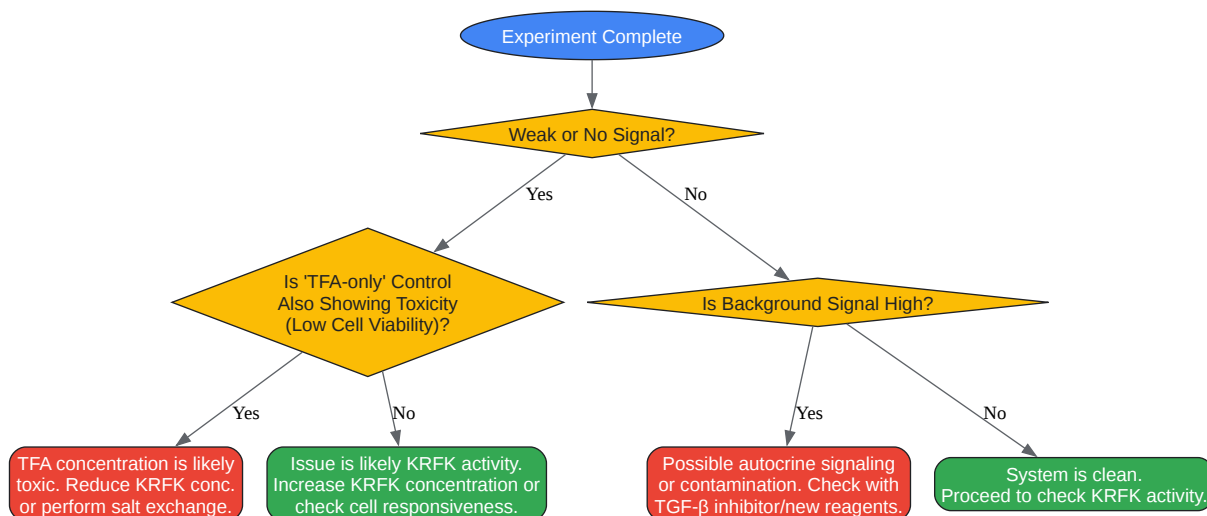 Experiment Complete
Weak or No Signal?
Yes
No
Is 'TFA-only' Control
Also Showing Toxicity
(Low Cell Viability)?
Is Background Signal High?
Yes
No
Yes
No
TFA concentration is likely
toxic. Reduce KRFK conc.
or perform salt exchange.
Issue is likely KRFK activity.
Increase KRFK concentration or
check cell responsiveness.
Possible autocrine signaling
or contamination. Check with
TGF-β inhibitor/new reagents.
System is clean.
Proceed to check KRFK activity.